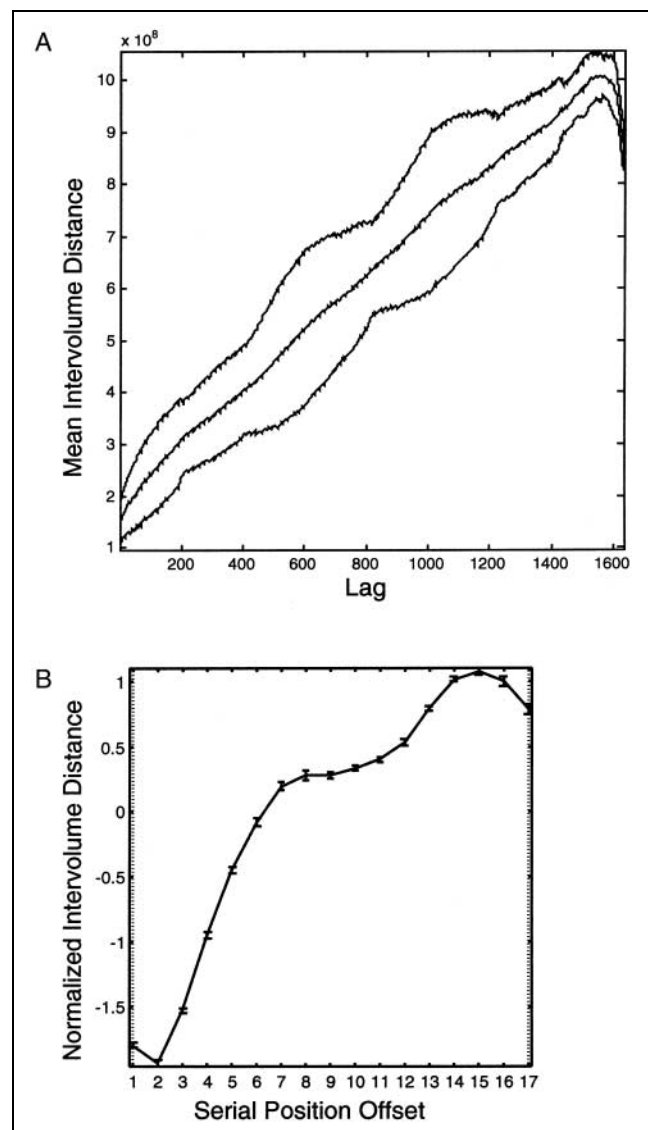 A
x 10⁸
10
9
8
7
6
5
4
3
2
1
Mean Intervolume Distance
200 400 600 800 1000 1200 1400 1600
Lag
B
1
0.5
0
-0.5
-1
-1.5
Normalized Intervolume Distance
1 2 3 4 5 6 7 8 9 10 11 12 13 14 15 16 17
Serial Position Offset